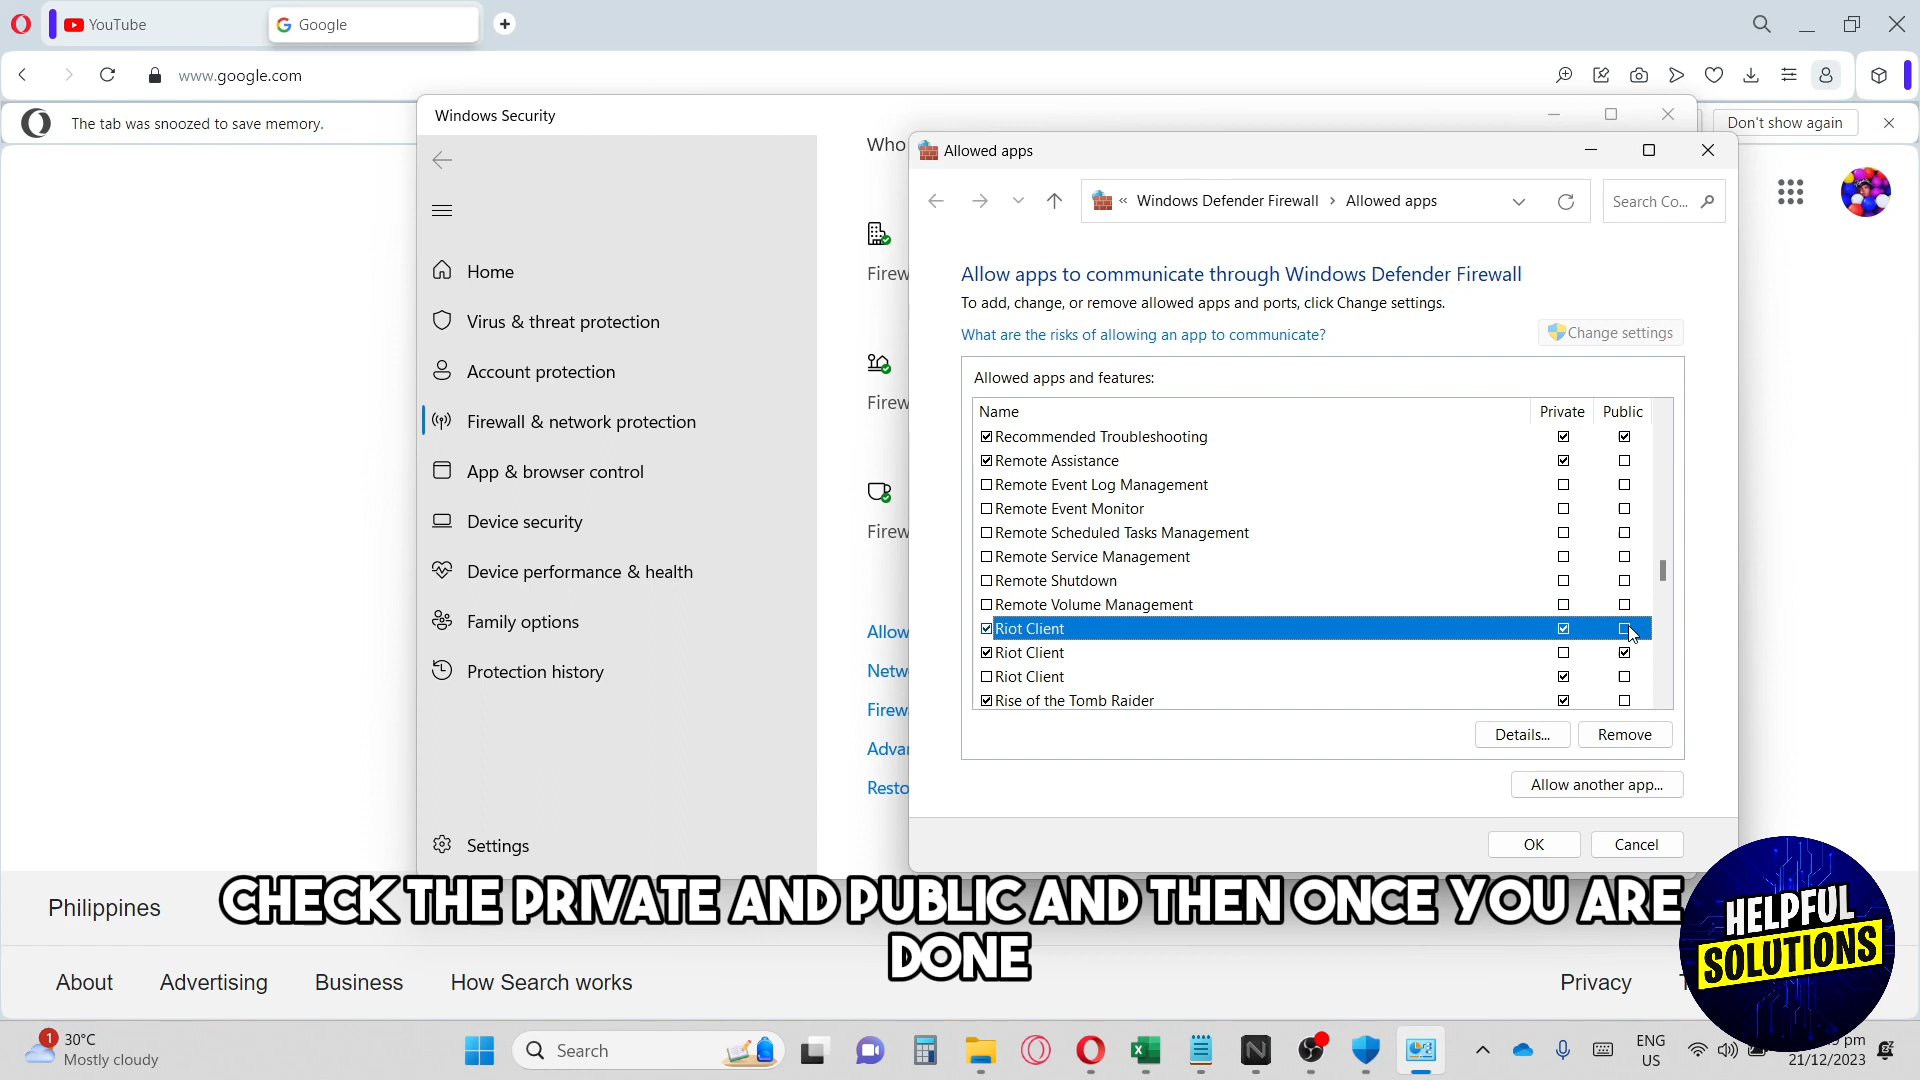 YouTube
Google
www.google.com
The tab was snoozed to save memory.
Don't show again
Windows Security
Who
Allowed apps
« Windows Defender Firewall › Allowed apps
Search Co...
Home
Virus & threat protection
Account protection
Firewall & network protection
App & browser control
Device security
Device performance & health
Family options
Protection history
Settings
Firew
Firew
Firew
Allow
Netw
Firew
Advan
Resto
Allow apps to communicate through Windows Defender Firewall
To add, change, or remove allowed apps and ports, click Change settings.
What are the risks of allowing an app to communicate?
Change settings
Allowed apps and features:
Name Private Public
Recommended Troubleshooting
Remote Assistance
Remote Event Log Management
Remote Event Monitor
Remote Scheduled Tasks Management
Remote Service Management
Remote Shutdown
Remote Volume Management
Riot Client
Riot Client
Riot Client
Rise of the Tomb Raider
Details... Remove
Allow another app...
OK Cancel
Philippines
CHECK THE PRIVATE AND PUBLIC AND THEN ONCE YOU ARE
DONE
HELPFUL
SOLUTIONS
About Advertising Business How Search works Privacy
1
30°C
Mostly cloudy
Search
ENG
US
pm
21/12/2023